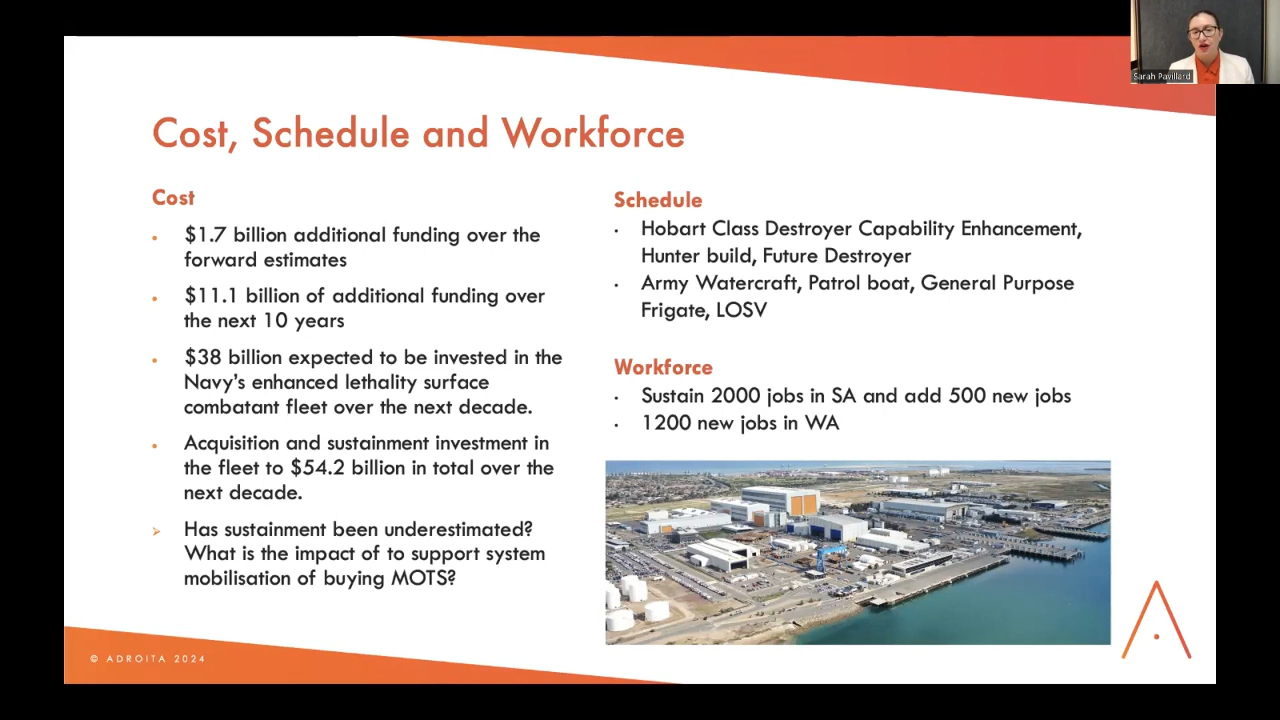 Sarah Pavillard
Cost, Schedule and Workforce
Cost
• $1.7 billion additional funding over the
forward estimates
• $11.1 billion of additional funding over
the next 10 years
• $38 billion expected to be invested in the
Navy's enhanced lethality surface
combatant fleet over the next decade.
• Acquisition and sustainment investment in
the fleet to $54.2 billion in total over the
next decade.
➢ Has sustainment been underestimated?
What is the impact of to support system
mobilisation of buying MOTS?
Schedule
• Hobart Class Destroyer Capability Enhancement,
Hunter build, Future Destroyer
• Army Watercraft, Patrol boat, General Purpose
Frigate, LOSV
Workforce
• Sustain 2000 jobs in SA and add 500 new jobs
• 1200 new jobs in WA
© ADROITA 2024